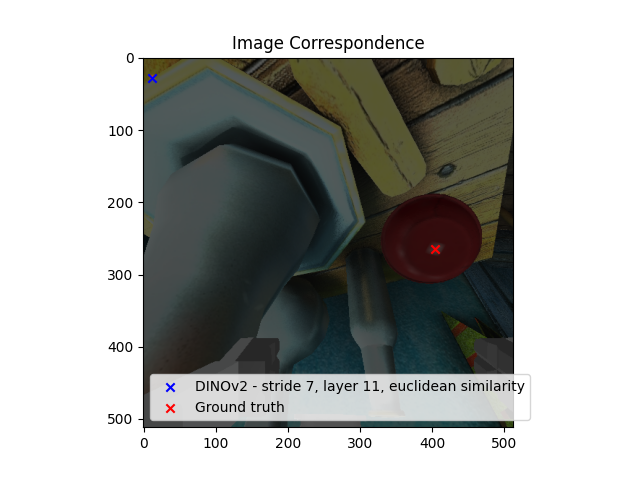 Image Correspondence
0
100
200
300
400
500
0 100 200 300 400 500
DINOv2 - stride 7, layer 11, euclidean similarity
Ground truth